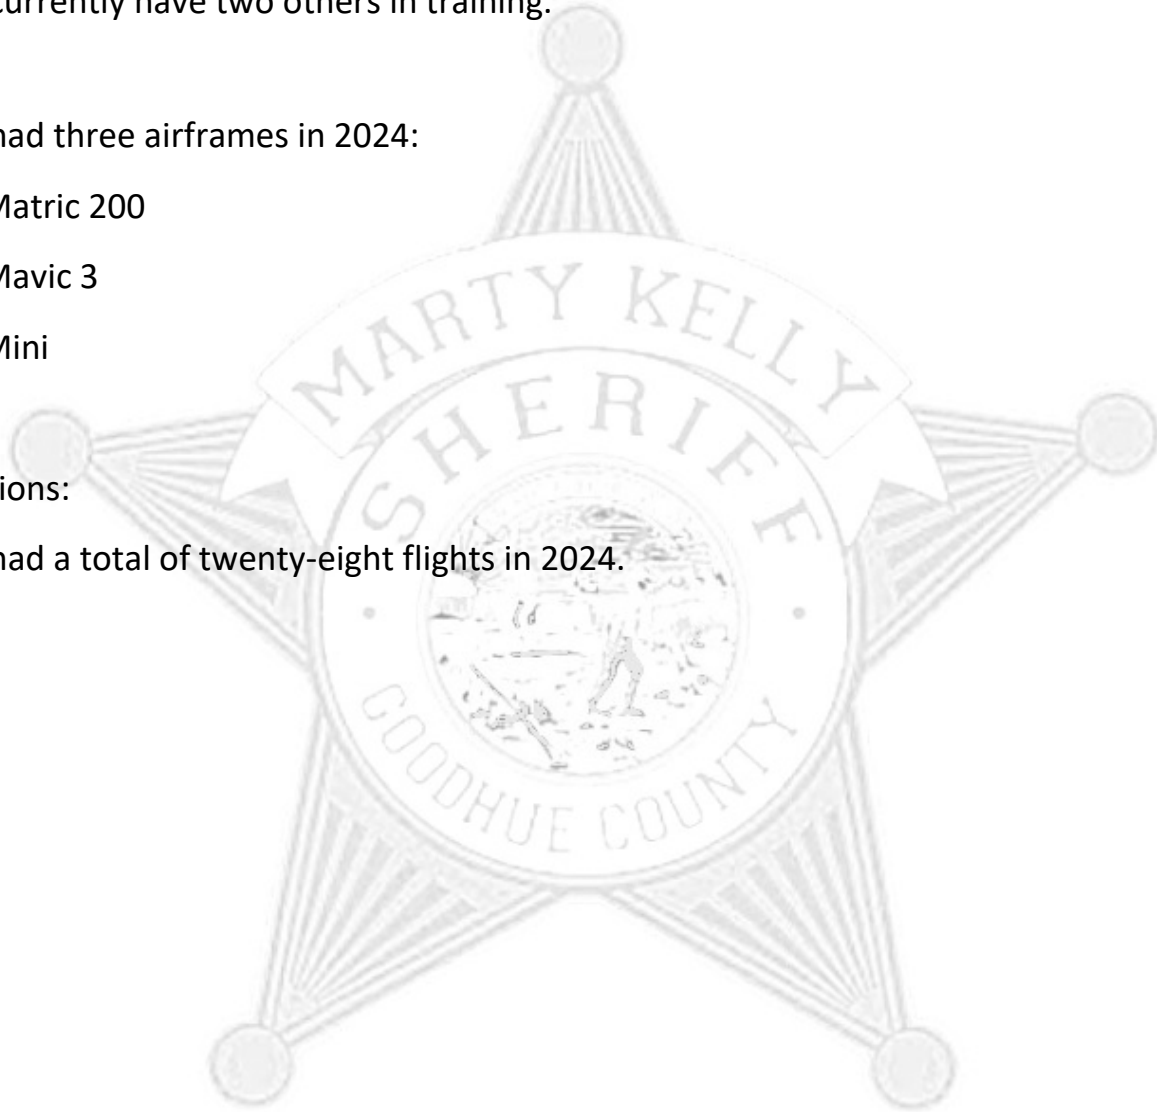 currently have two others in training.
had three airframes in 2024:
Matric 200
Mavic 3
Mini
tions:
had a total of twenty-eight flights in 2024.
MARTY KELLY
SHERIFF
GOODHUE COUNTY